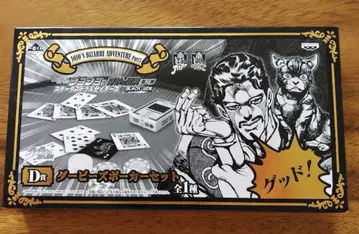 JOJO'S BIZARRE ADVENTURE Part3
スターダストクルセイダース
D賞
ダービーズポーカーセット
全1種
グッド!